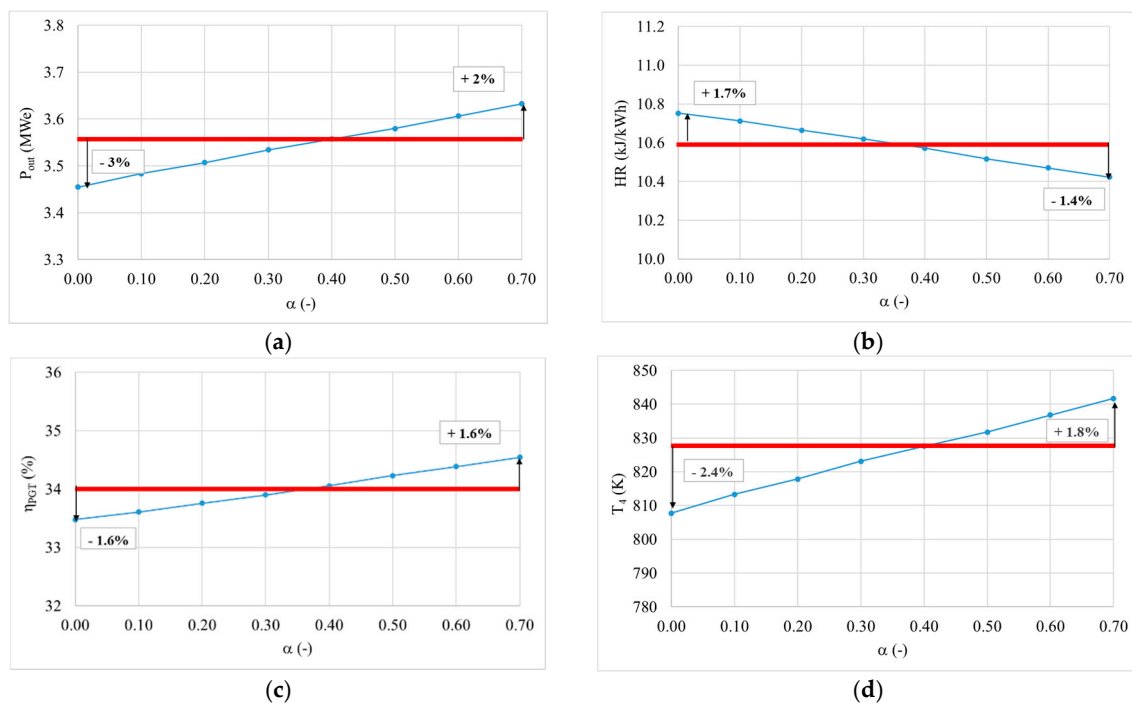 3.8
3.7
3.6
3.5
3.4
3.3
P_out (MWe)
+ 2%
- 3%
0.00 0.10 0.20 0.30 0.40 0.50 0.60 0.70
α (-)
(a)
11.2
11.0
10.8
10.6
10.4
10.2
10.0
HR (kJ/kWh)
+ 1.7%
- 1.4%
0.00 0.10 0.20 0.30 0.40 0.50 0.60 0.70
α (-)
(b)
36
35
34
33
32
η_PGT (%)
+ 1.6%
- 1.6%
0.00 0.10 0.20 0.30 0.40 0.50 0.60 0.70
α (-)
(c)
850
840
830
820
810
800
790
780
T_4 (K)
+ 1.8%
- 2.4%
0.00 0.10 0.20 0.30 0.40 0.50 0.60 0.70
α (-)
(d)